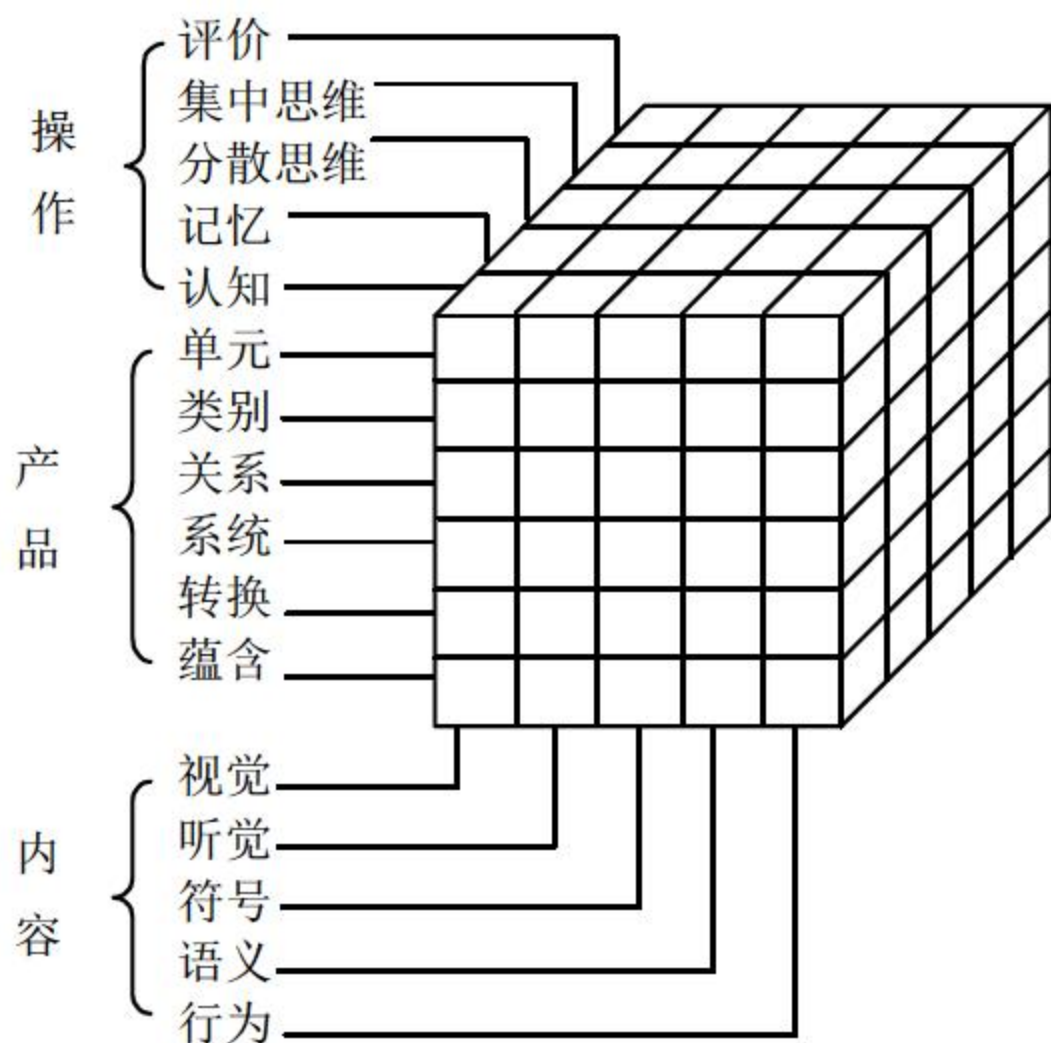 操作
评价
集中思维
分散思维
记忆
认知
产品
单元
类别
关系
系统
转换
蕴含
内容
视觉
听觉
符号
语义
行为